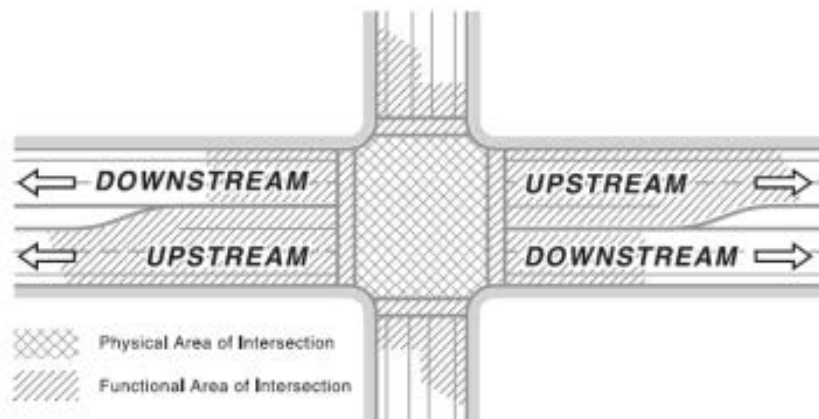 DOWNSTREAM
UPSTREAM
UPSTREAM
DOWNSTREAM
Physical Area of Intersection
Functional Area of Intersection